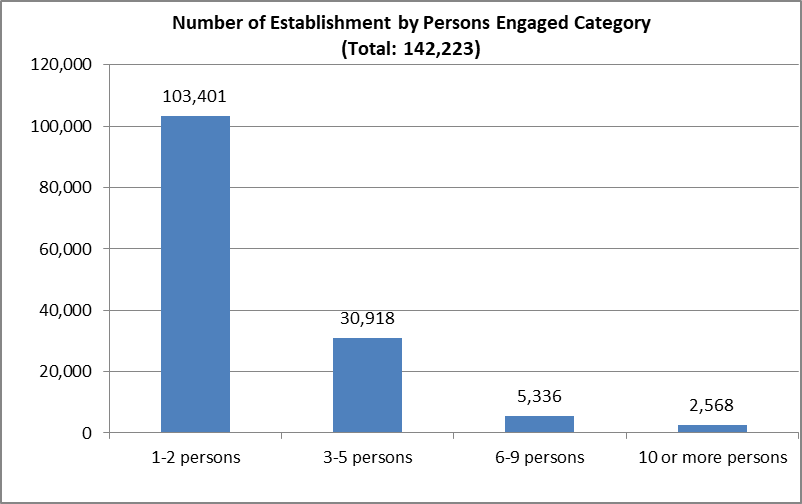 Number of Establishment by Persons Engaged Category
(Total: 142,223)
120,000
100,000
80,000
60,000
40,000
20,000
0
103,401
30,918
5,336
2,568
1-2 persons
3-5 persons
6-9 persons
10 or more persons